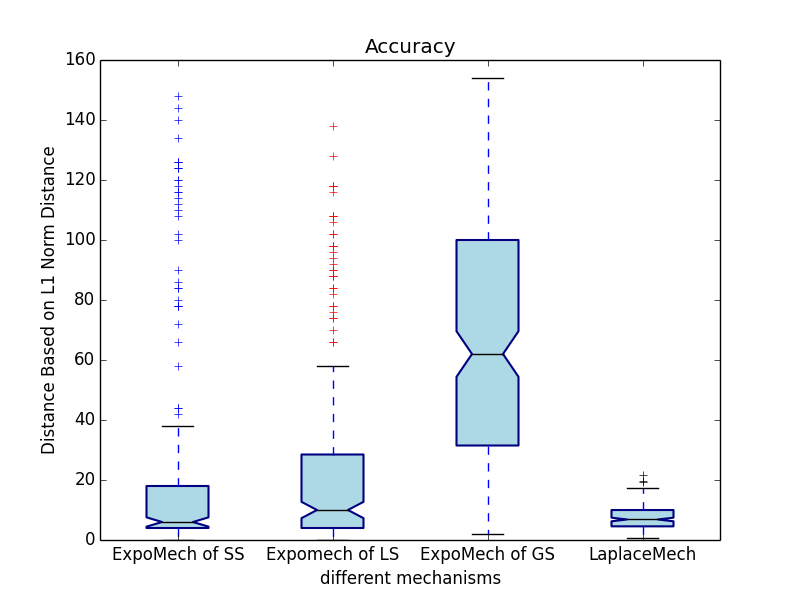 Accuracy
160
140
120
100
80
60
40
20
0
Distance Based on L1 Norm Distance
ExpoMech of SS Expomech of LS ExpoMech of GS LaplaceMech
different mechanisms